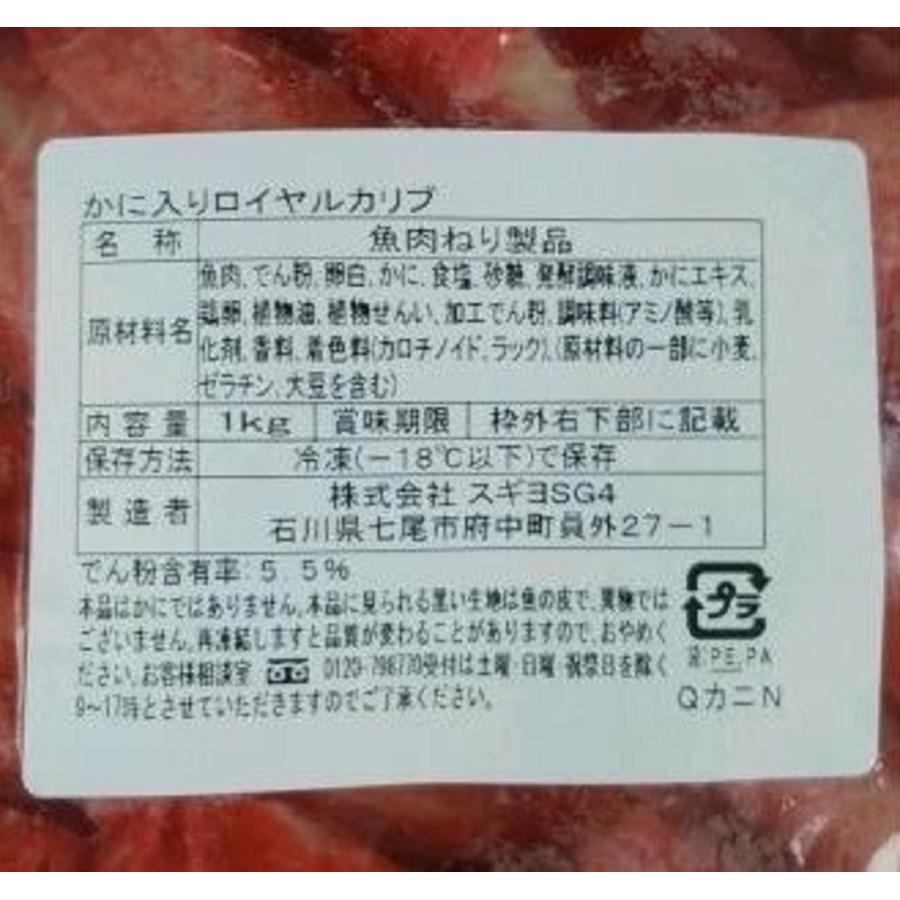 かに入りロイヤルカリブ
名 称 魚肉ねり製品
原材料名 魚肉、でん粉、卵白、かに、食塩、砂糖、発酵調味液、かにエキス、
鶏卵、植物油、植物せんい、加工でん粉、調味料(アミノ酸等)、乳
化剤、香料、着色料(カロチノイド、ラック)、(原材料の一部に小麦、
ゼラチン、大豆を含む)
内容量 1kg 賞味期限 枠外右下部に記載
保存方法 冷凍(-18℃以下)で保存
製造者 株式会社 スギヨSG4
石川県七尾市府中町員外27-1
でん粉含有率:5.5%
本品はかにではありません。本品に見られる黒い生地は魚の皮で、異物では
ございません。再凍結しますと品質が変わることがありますので、おやめく
ださい。お客様相談室 0120-798770受付は土曜・日曜・祝祭日を除く
9〜17時とさせていただきますのでご了承ください。
プラ
PE,PA
QカニN